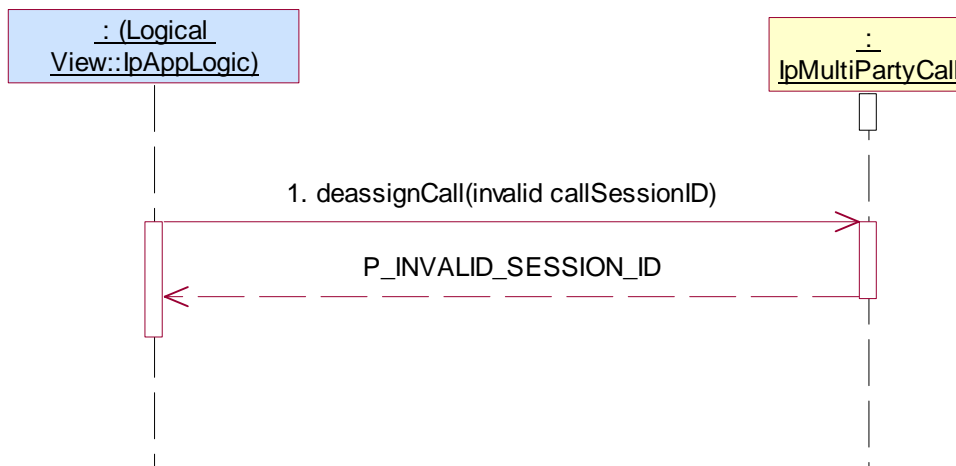 : (Logical
View::IpAppLogic)
:
IpMultiPartyCall
1. deassignCall(invalid callSessionID)
P_INVALID_SESSION_ID